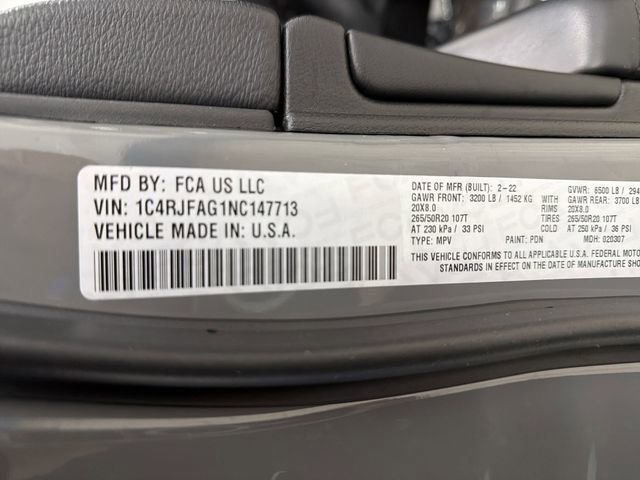 MFD BY: FCA US LLC
VIN: 1C4RJFAG1NC147713
VEHICLE MADE IN: U.S.A.
DATE OF MFR (BUILT): 2-22 GVWR: 6500 LB / 294
GAWR FRONT: 3200 LB / 1452 KG WITH GAWR REAR: 3700 LB
20X8.0 RIMS 20X8.0
265/50R20 107T TIRES 265/50R20 107T
AT 230 kPa / 33 PSI AT 250 kPa / 36 PSI
TYPE: MPV PAINT: PDN MDH: 020307
THIS VEHICLE CONFORMS TO ALL APPLICABLE U.S.A. FEDERAL MOTO
STANDARDS IN EFFECT ON THE DATE OF MANUFACTURE SHOWN